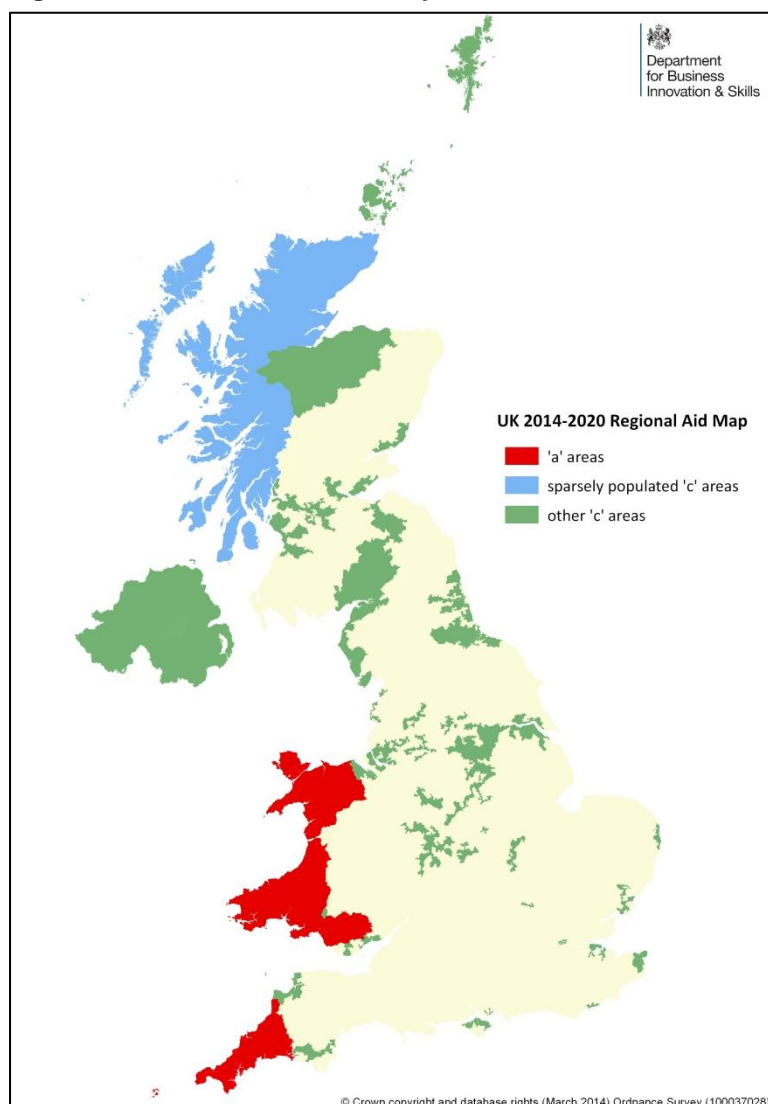 Department
for Business
Innovation & Skills
UK 2014-2020 Regional Aid Map
'a' areas
sparsely populated 'c' areas
other 'c' areas
© Crown copyright and database rights (March 2014) Ordnance Survey (100037028)